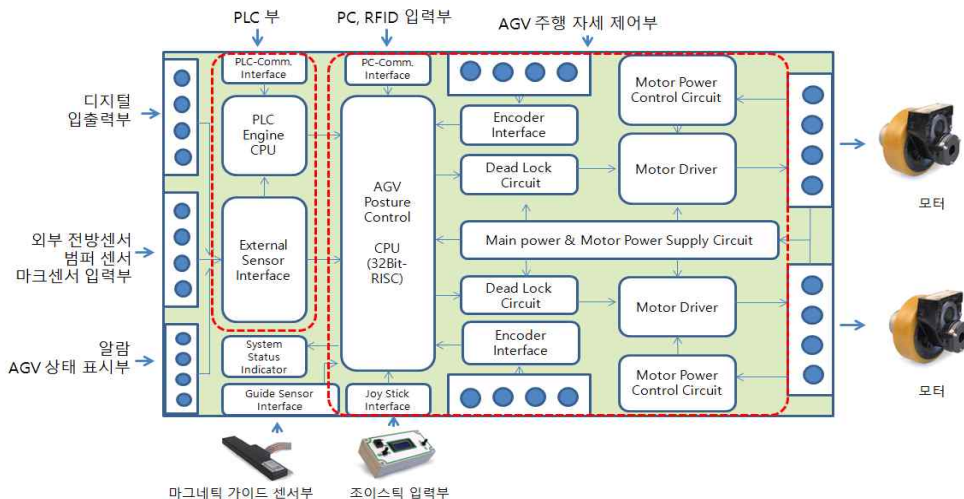 PLC 부
PC, RFID 입력부
AGV 주행 자세 제어부
PLC-Comm.
Interface
PC-Comm.
Interface
Motor Power
Control Circuit
디지털
입출력부
PLC
Engine
CPU
Encoder
Interface
Dead Lock
Circuit
Motor Driver
모터
AGV
Posture
Control
CPU
(32Bit-
RISC)
외부 전방센서
범퍼 센서
마크센서 입력부
External
Sensor
Interface
Main power & Motor Power Supply Circuit
Dead Lock
Circuit
Motor Driver
알람
AGV 상태 표시부
System
Status
Indicator
Encoder
Interface
Motor Power
Control Circuit
모터
Guide Sensor
Interface
Joy Stick
Interface
마그네틱 가이드 센서부
조이스틱 입력부